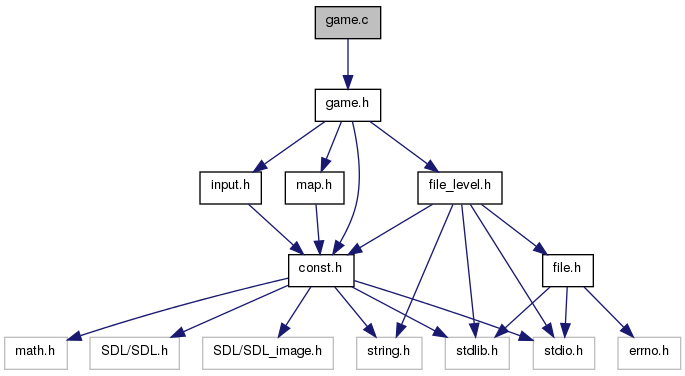 game.c
game.h
input.h
map.h
file_level.h
const.h
file.h
math.h
SDL/SDL.h
SDL/SDL_image.h
string.h
stdlib.h
stdio.h
errno.h